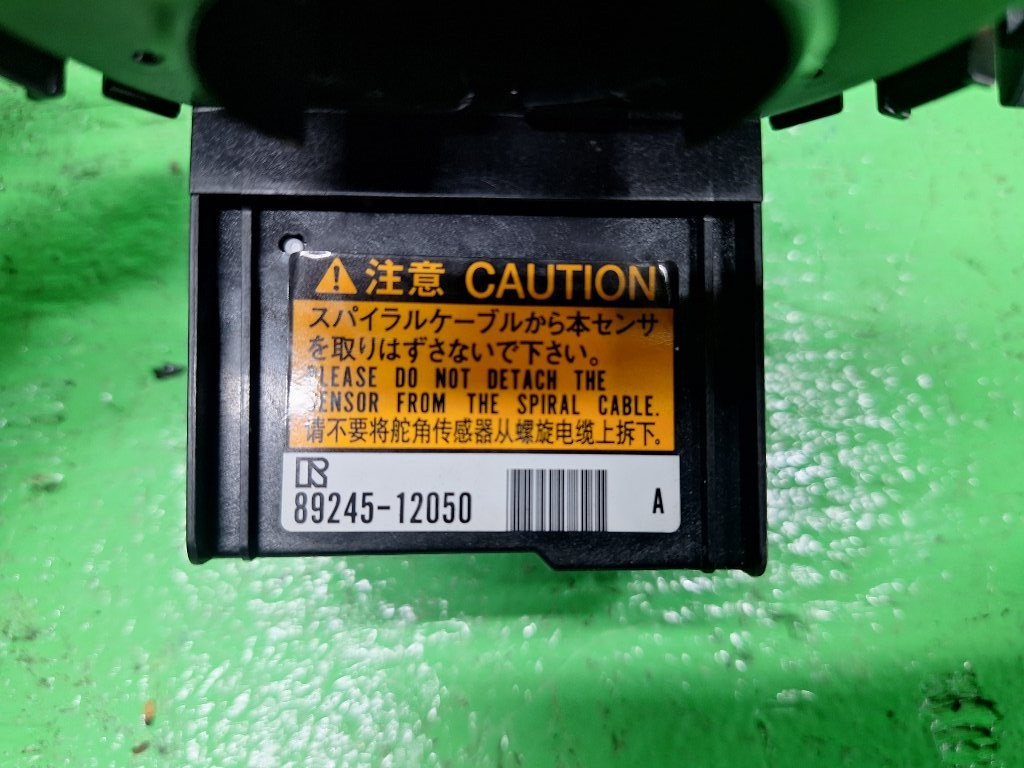 注意 CAUTION
スパイラルケーブルから本センサ
を取りはずさないで下さい。
PLEASE DO NOT DETACH THE
SENSOR FROM THE SPIRAL CABLE.
请不要将舵角传感器从螺旋电缆上拆下。
R
89245-12050 A